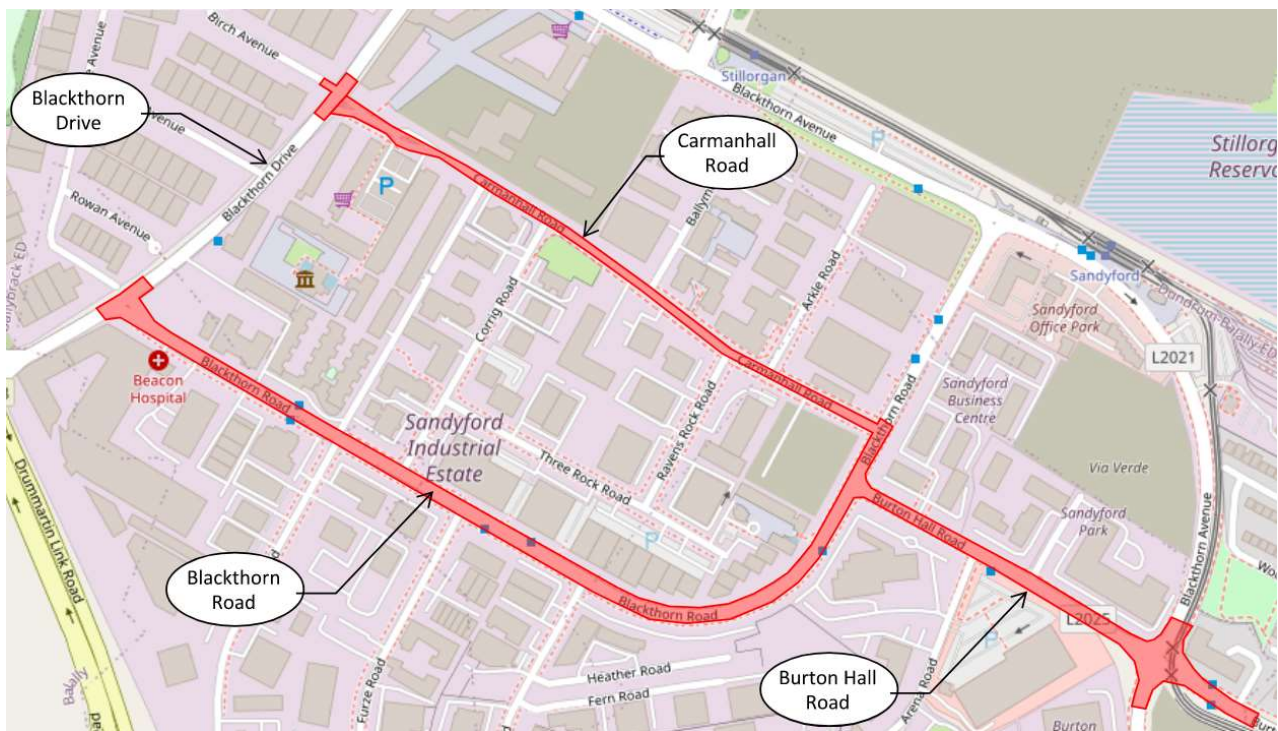 Birch Avenue
Blackthorn
Drive
Avenue
Blackthorn Drive
Rowan Avenue
P
Stillorgan
Blackthorn Avenue
P
Carmanhall
Road
Carmanhall Road
Arkle Road
Sandyford
Sandyford
Office Park
L2021
Corrig Road
Beacon
Hospital
Blackthorn Road
Sandyford
Industrial
Estate
Carmanhall Road
Ravens Rock Road
Blackthorn Road
Sandyford
Business
Centre
Via Verde
Three Rock Road
P
Burton Hall Road
Sandyford
Park
Blackthorn Avenue
Drummartin Link Road
Blackthorn
Road
Blackthorn Road
L2025
P
Heather Road
Fern Road
Furze Road
Burton Hall
Road
Arena Road
Balally
Burton